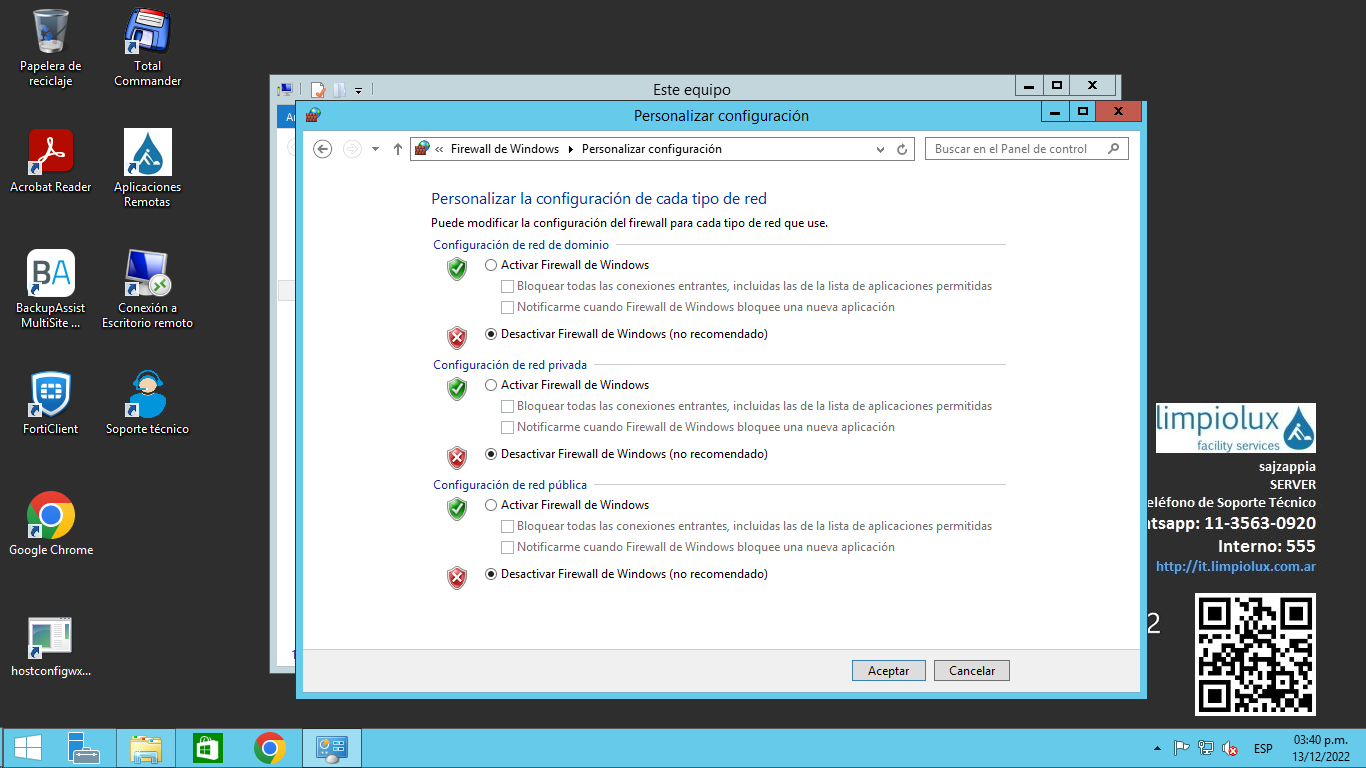 Papelera de
reciclaje
Total
Commander
Acrobat Reader
Aplicaciones
Remotas
BA
BackupAssist
MultiSite ...
Conexión a
Escritorio remoto
FortiClient
Soporte técnico
Google Chrome
hostconfigwx...
Este equipo
Personalizar configuración
« Firewall de Windows Personalizar configuración
Buscar en el Panel de control
Personalizar la configuración de cada tipo de red
Puede modificar la configuración del firewall para cada tipo de red que use.
Configuración de red de dominio
Activar Firewall de Windows
Bloquear todas las conexiones entrantes, incluidas las de la lista de aplicaciones permitidas
Notificarme cuando Firewall de Windows bloquee una nueva aplicación
Desactivar Firewall de Windows (no recomendado)
Configuración de red privada
Activar Firewall de Windows
Bloquear todas las conexiones entrantes, incluidas las de la lista de aplicaciones permitidas
Notificarme cuando Firewall de Windows bloquee una nueva aplicación
Desactivar Firewall de Windows (no recomendado)
Configuración de red pública
Activar Firewall de Windows
Bloquear todas las conexiones entrantes, incluidas las de la lista de aplicaciones permitidas
Notificarme cuando Firewall de Windows bloquee una nueva aplicación
Desactivar Firewall de Windows (no recomendado)
Aceptar
Cancelar
limpiolux
facility services
sajzappia
SERVER
eléfono de Soporte Técnico
tsapp: 11-3563-0920
Interno: 555
http://it.limpiolux.com.ar
2
ESP
03:40 p.m.
13/12/2022